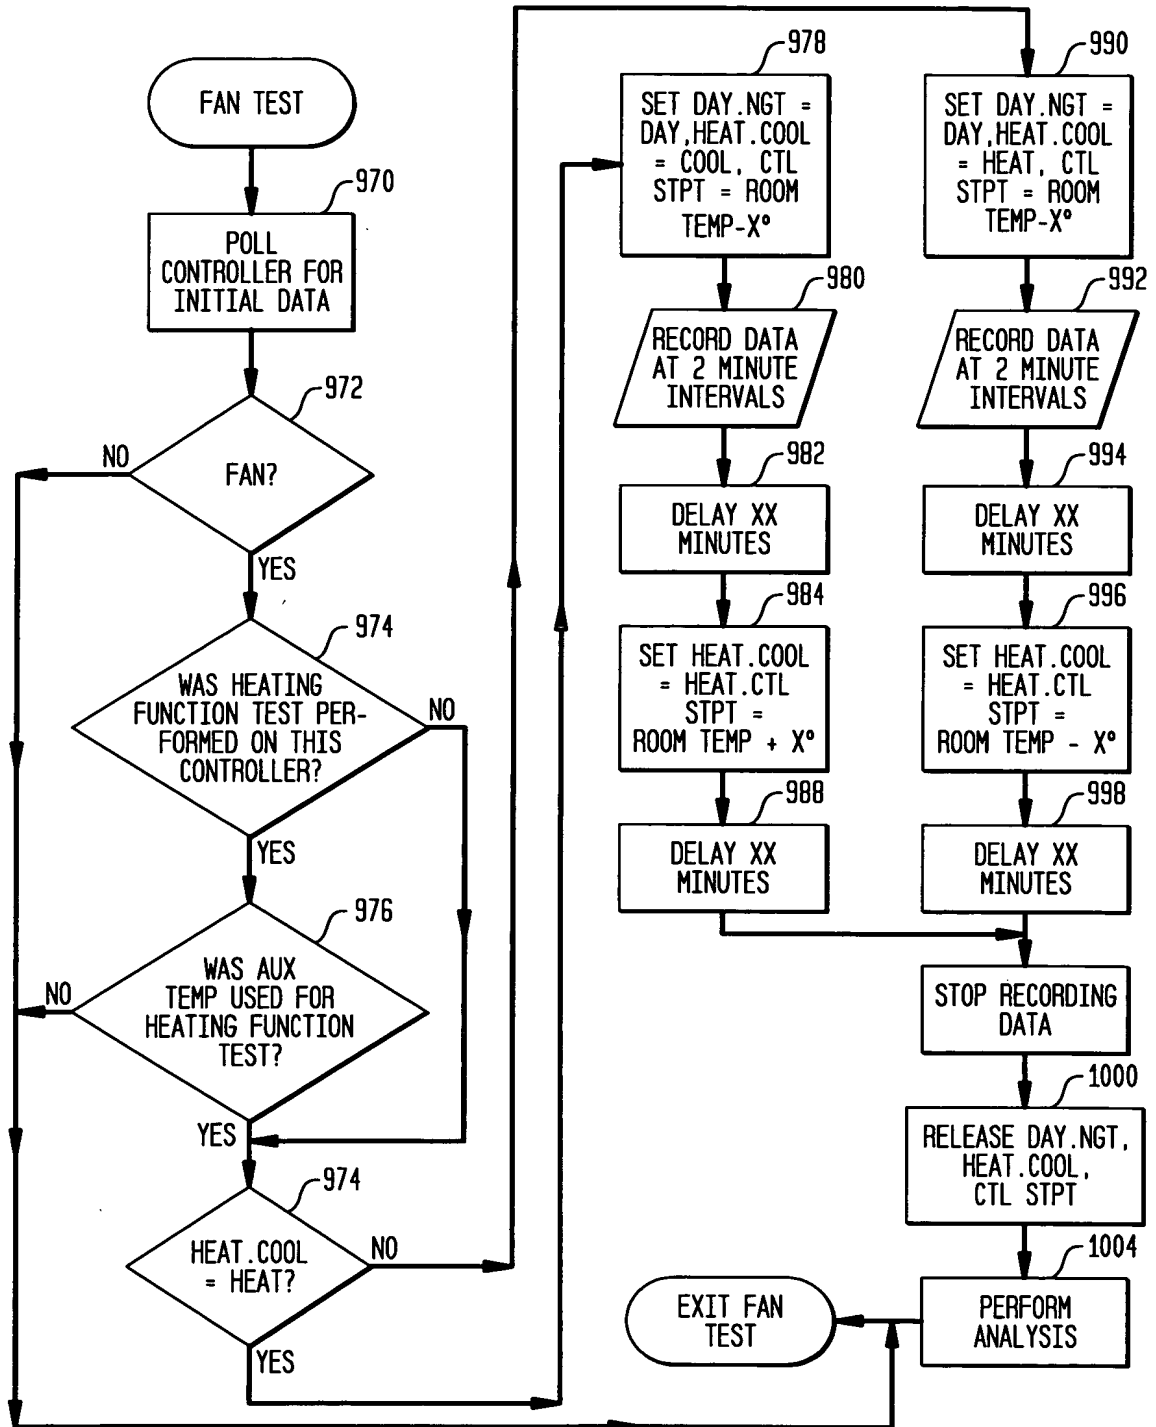 FAN TEST
970
POLL
CONTROLLER FOR
INITIAL DATA
972
FAN?
NO
YES
974
WAS HEATING
FUNCTION TEST PER-
FORMED ON THIS
CONTROLLER?
NO
YES
976
WAS AUX
TEMP USED FOR
HEATING FUNCTION
TEST?
NO
YES
974
HEAT.COOL
= HEAT?
NO
YES
978
SET DAY.NGT =
DAY,HEAT.COOL
= COOL, CTL
STPT = ROOM
TEMP-X°
980
RECORD DATA
AT 2 MINUTE
INTERVALS
982
DELAY XX
MINUTES
984
SET HEAT.COOL
= HEAT.CTL
STPT =
ROOM TEMP + X°
988
DELAY XX
MINUTES
990
SET DAY.NGT =
DAY,HEAT.COOL
= HEAT, CTL
STPT = ROOM
TEMP-X°
992
RECORD DATA
AT 2 MINUTE
INTERVALS
994
DELAY XX
MINUTES
996
SET HEAT.COOL
= HEAT.CTL
STPT =
ROOM TEMP - X°
998
DELAY XX
MINUTES
STOP RECORDING
DATA
1000
RELEASE DAY.NGT,
HEAT.COOL,
CTL STPT
1004
PERFORM
ANALYSIS
EXIT FAN
TEST